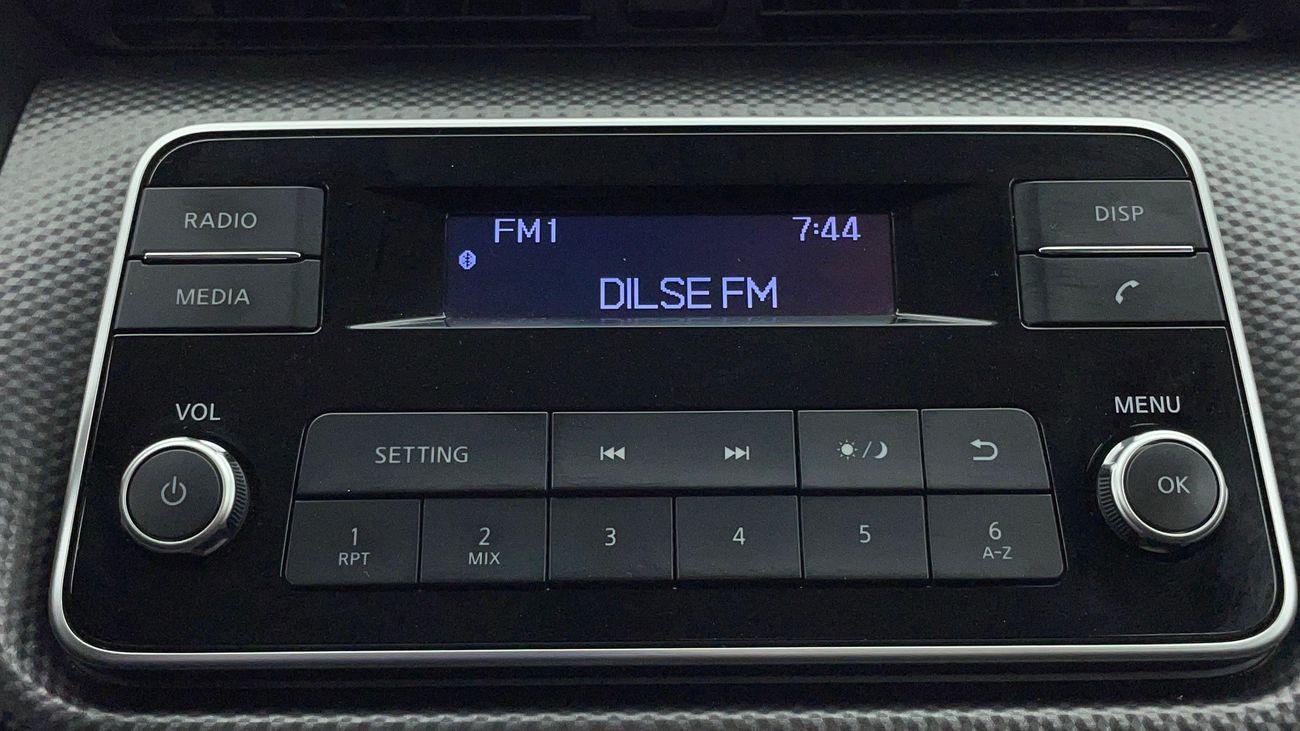 RADIO
FM1 7:44
DISP
MEDIA
DILSE FM
VOL
MENU
SETTING
OK
1 2 3 4 5 6
RPT MIX A-Z